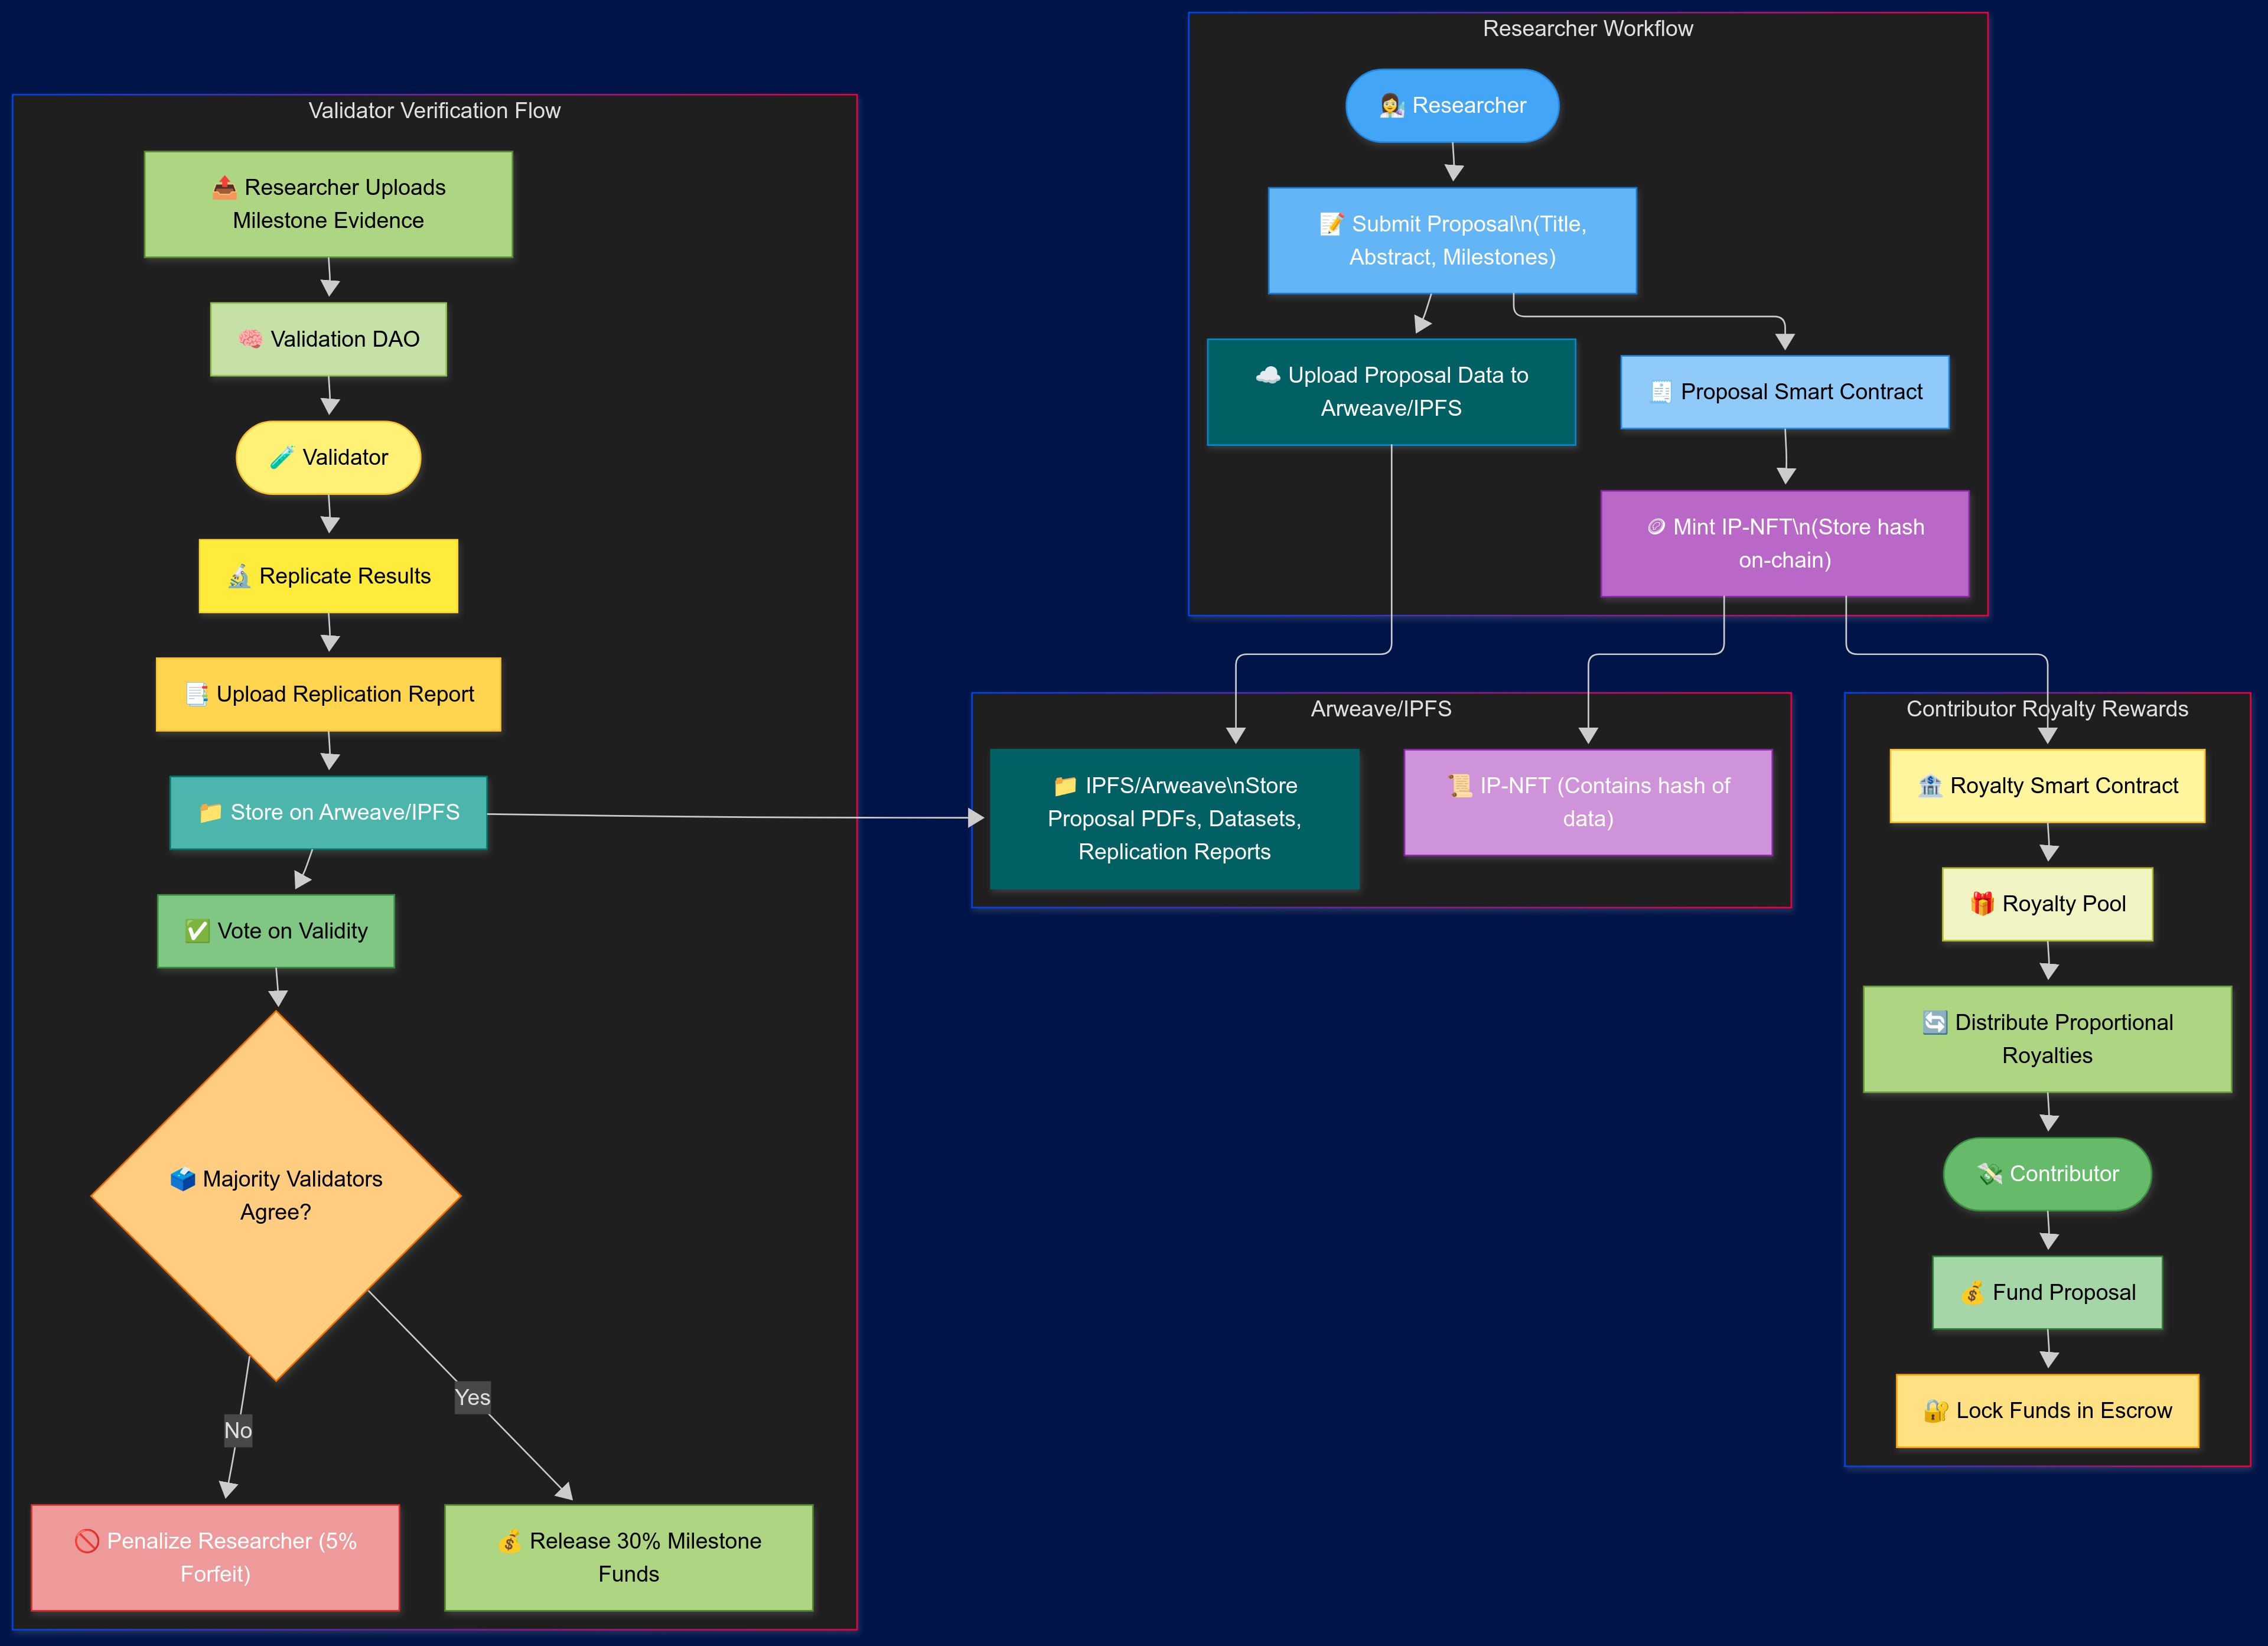 Validator Verification Flow
📤 Researcher Uploads
Milestone Evidence
🧠 Validation DAO
🧪 Validator
🔬 Replicate Results
📑 Upload Replication Report
📁 Store on Arweave/IPFS
✅ Vote on Validity
🗳️ Majority Validators
Agree?
No
Yes
🚫 Penalize Researcher (5%
Forfeit)
💰 Release 30% Milestone
Funds
Researcher Workflow
👩‍🔬 Researcher
📝 Submit Proposal\n(Title,
Abstract, Milestones)
☁️ Upload Proposal Data to
Arweave/IPFS
🧾 Proposal Smart Contract
🪙 Mint IP-NFT\n(Store hash
on-chain)
Arweave/IPFS
📁 IPFS/Arweave\nStore
Proposal PDFs, Datasets,
Replication Reports
📜 IP-NFT (Contains hash of
data)
Contributor Royalty Rewards
🏦 Royalty Smart Contract
🎁 Royalty Pool
🔄 Distribute Proportional
Royalties
💸 Contributor
💰 Fund Proposal
🔐 Lock Funds in Escrow